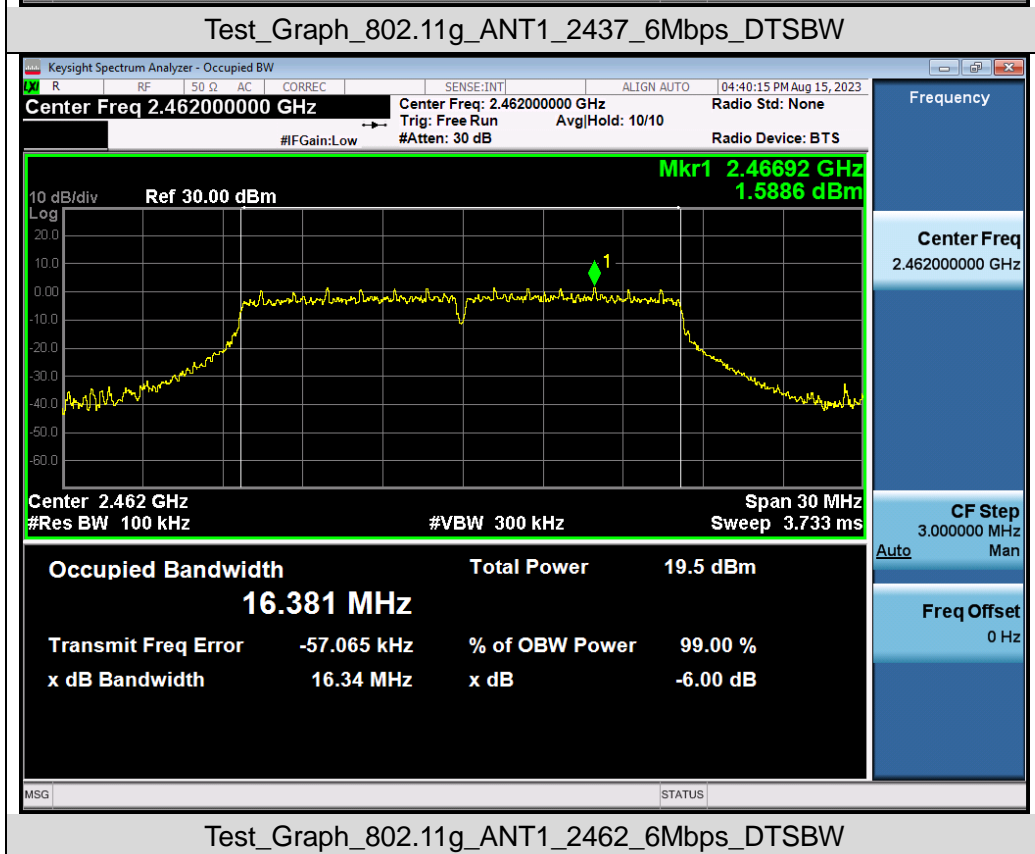 Test_Graph_802.11g_ANT1_2437_6Mbps_DTSBW
Keysight Spectrum Analyzer - Occupied BW
LXI R RF 50 Ω AC CORREC SENSE:INT ALIGN AUTO 04:40:15 PM Aug 15, 2023
Center Freq 2.462000000 GHz Center Freq: 2.462000000 GHz Radio Std: None
Trig: Free Run Avg|Hold: 10/10
#IFGain:Low #Atten: 30 dB Radio Device: BTS
Frequency
Mkr1 2.46692 GHz
1.5886 dBm
10 dB/div Ref 30.00 dBm
Log
20.0
10.0
0.00
-10.0
-20.0
-30.0
-40.0
-50.0
-60.0
1
Center 2.462 GHz Span 30 MHz
#Res BW 100 kHz #VBW 300 kHz Sweep 3.733 ms
Center Freq
2.462000000 GHz
CF Step
3.000000 MHz
Auto Man
Freq Offset
0 Hz
Occupied Bandwidth Total Power 19.5 dBm
16.381 MHz
Transmit Freq Error -57.065 kHz % of OBW Power 99.00 %
x dB Bandwidth 16.34 MHz x dB -6.00 dB
MSG STATUS
Test_Graph_802.11g_ANT1_2462_6Mbps_DTSBW